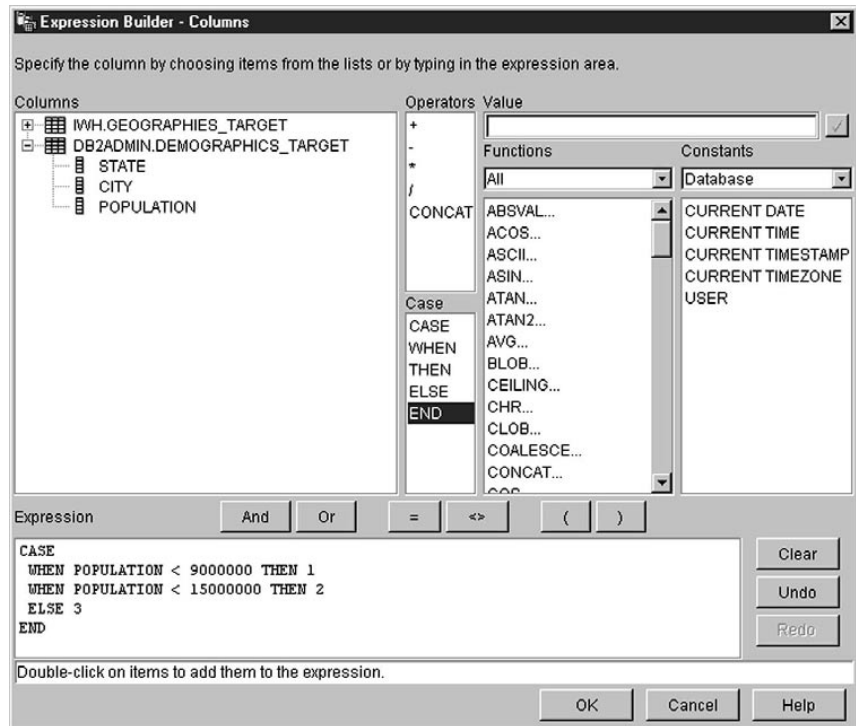 Expression Builder - Columns
Specify the column by choosing items from the lists or by typing in the expression area.
Columns
IWH.GEOGRAPHIES_TARGET
DB2ADMIN.DEMOGRAPHICS_TARGET
STATE
CITY
POPULATION
Operators
+
-
*
/
CONCAT
Case
CASE
WHEN
THEN
ELSE
END
Value
Functions
All
ABSVAL...
ACOS...
ASCII...
ASIN...
ATAN...
ATAN2...
AVG...
BLOB...
CEILING...
CHR...
CLOB...
COALESCE...
CONCAT...
Constants
Database
CURRENT DATE
CURRENT TIME
CURRENT TIMESTAMP
CURRENT TIMEZONE
USER
Expression
And
Or
=
<>
(
)
CASE
WHEN POPULATION < 9000000 THEN 1
WHEN POPULATION < 15000000 THEN 2
ELSE 3
END
Clear
Undo
Redo
Double-click on items to add them to the expression.
OK
Cancel
Help